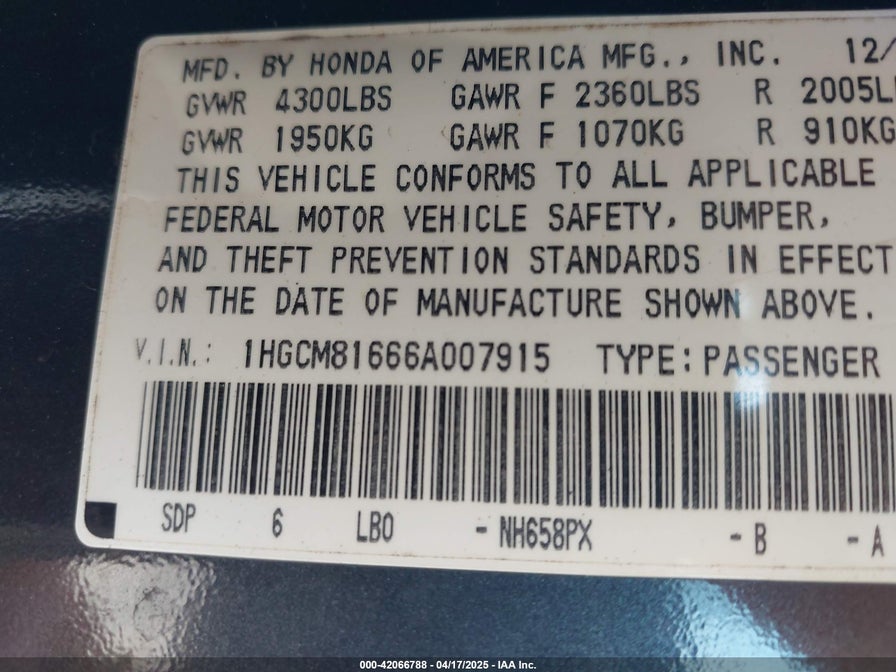 MFD. BY HONDA OF AMERICA MFG., INC. 12/
GVWR 4300LBS GAWR F 2360LBS R 2005L
GVWR 1950KG GAWR F 1070KG R 910KG
THIS VEHICLE CONFORMS TO ALL APPLICABLE
FEDERAL MOTOR VEHICLE SAFETY, BUMPER,
AND THEFT PREVENTION STANDARDS IN EFFECT
ON THE DATE OF MANUFACTURE SHOWN ABOVE.
V.I.N.: 1HGCM81666A007915 TYPE: PASSENGER
SDP 6 LBO - NH658PX - B - A
000-42066788 - 04/17/2025 - IAA Inc.